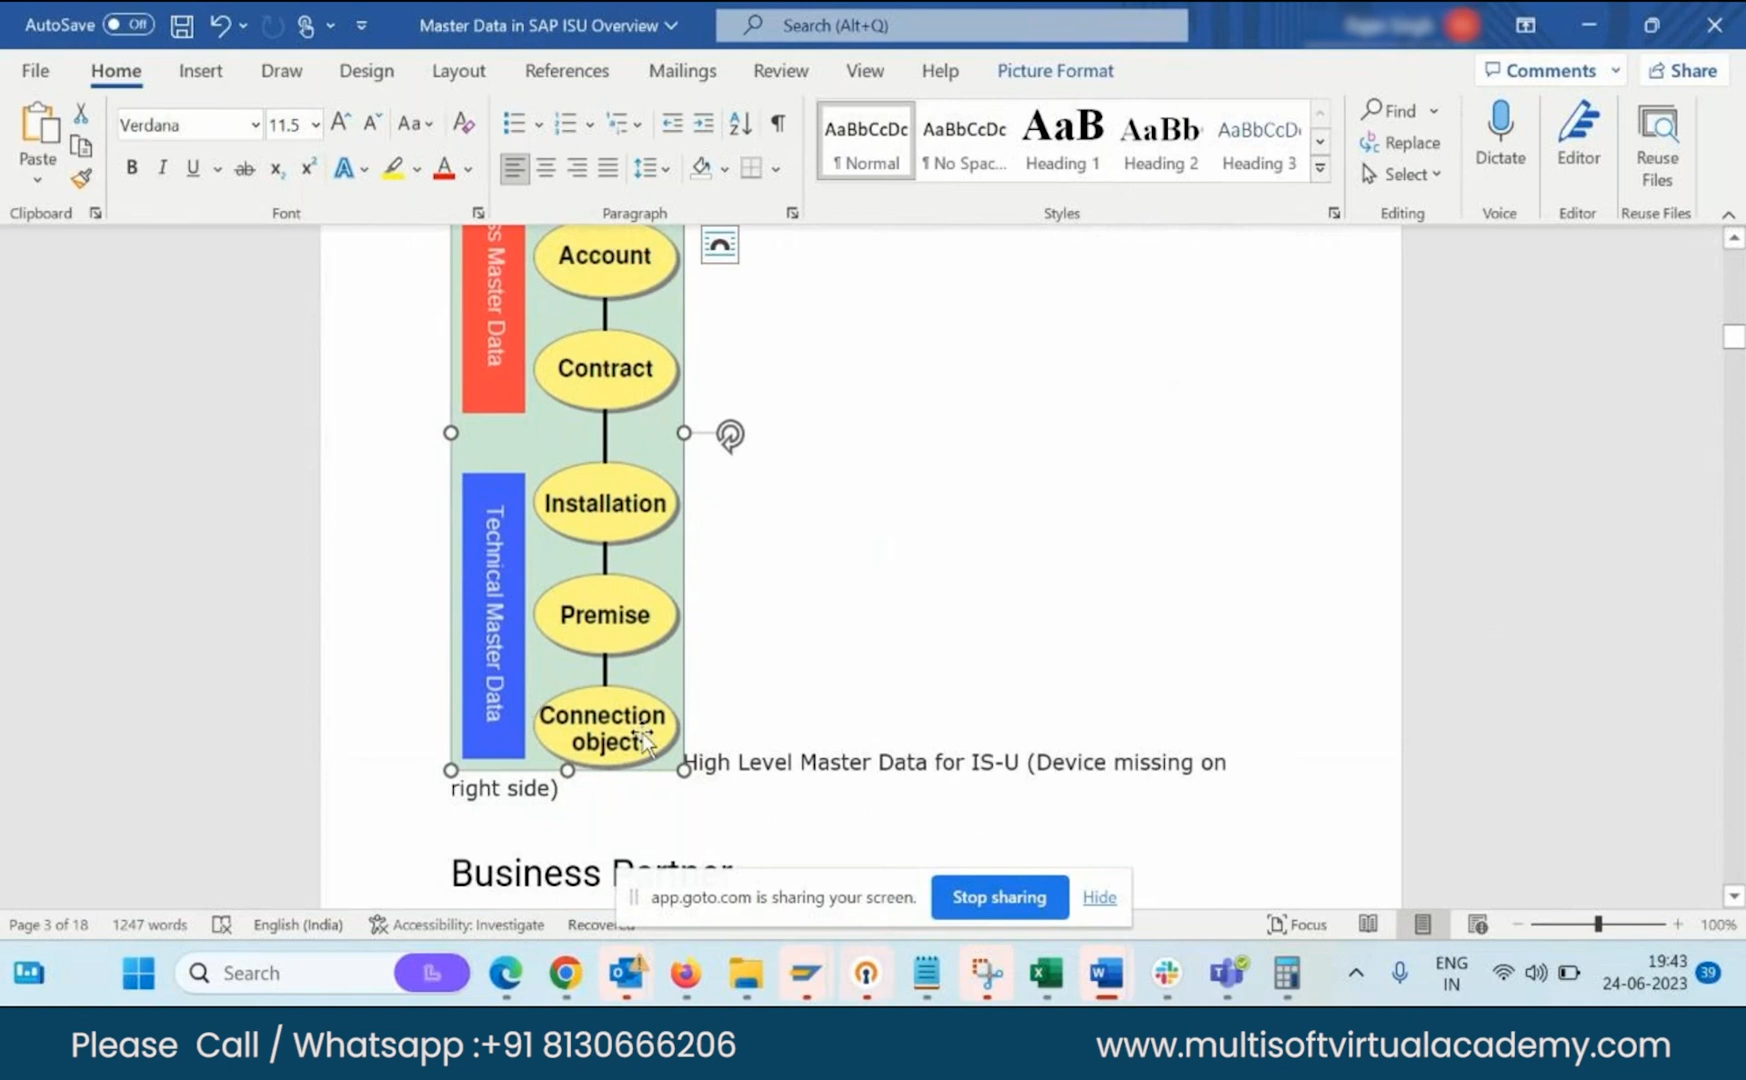 AutoSave Off Master Data in SAP ISU Overview Search (Alt+Q)
File Home Insert Draw Design Layout References Mailings Review View Help Picture Format Comments Share
Paste Verdana 11.5 Aa AaBbCcDc AaBbCcDc AaB AaBb AaBbCcD Find Replace Select Dictate Editor Reuse Files
B I U ab x₂ x² A A ¶ Normal ¶ No Spac... Heading 1 Heading 2 Heading 3
Clipboard Font Paragraph Styles Editing Voice Editor Reuse Files
ss Master Data
Account
Contract
Technical Master Data
Installation
Premise
Connection
object
High Level Master Data for IS-U (Device missing on
right side)
Business Partner
app.goto.com is sharing your screen. Stop sharing Hide
Page 3 of 18 1247 words English (India) Accessibility: Investigate Focus 100%
Search ENG
IN 19:43
24-06-2023 39
Please Call / Whatsapp :+91 8130666206 www.multisoftvirtualacademy.com